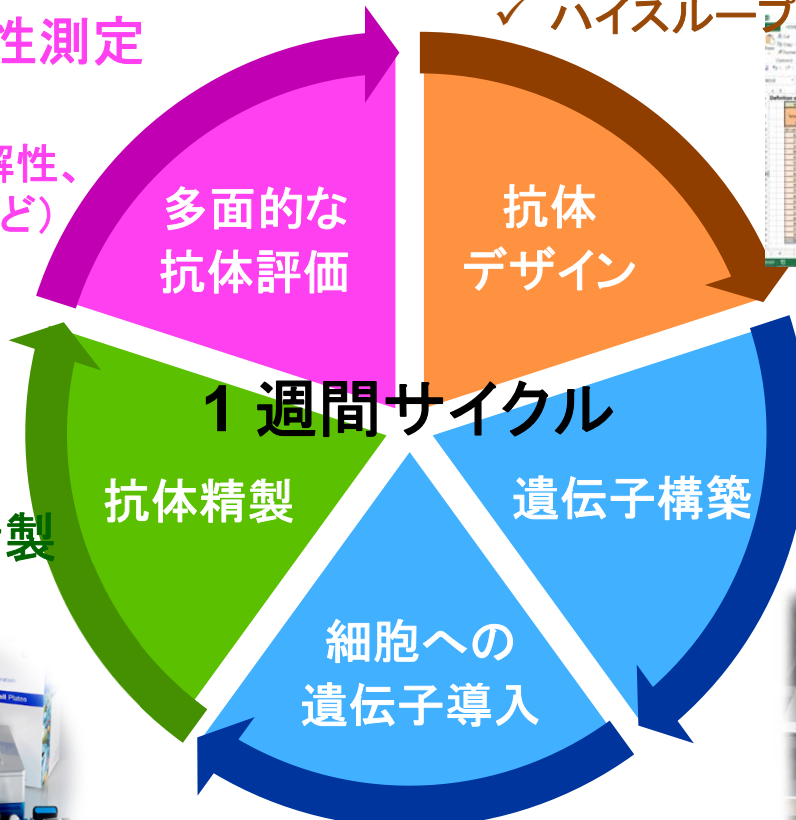 ✓ ハイスループ
性測定
解性、
ど）
多面的な
抗体評価
抗体
デザイン
1 週間サイクル
抗体精製
遺伝子構築
製
細胞への
遺伝子導入